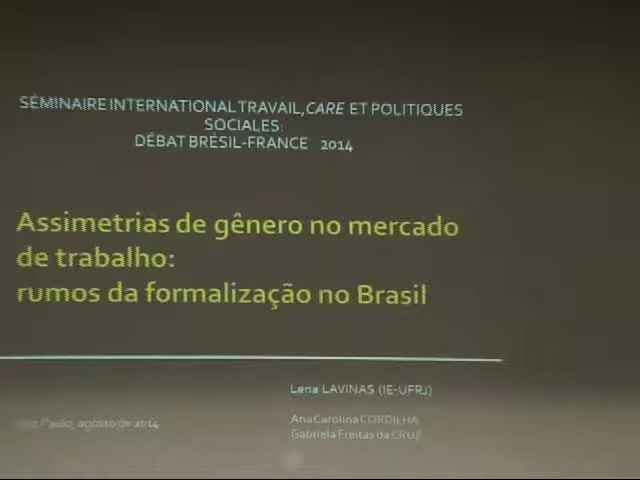 SÉMINAIRE INTERNATIONAL TRAVAIL, CARE ET POLITIQUES
SOCIALES:
DÉBAT BRÉSIL-FRANCE 2014
Assimetrias de gênero no mercado
de trabalho:
rumos da formalização no Brasil
Lena LAVINAS (IE-UFRJ)
Paulo, agosto de 2014
Ana Carolina CORDILHA
Gabriela Freitas da CRUZ